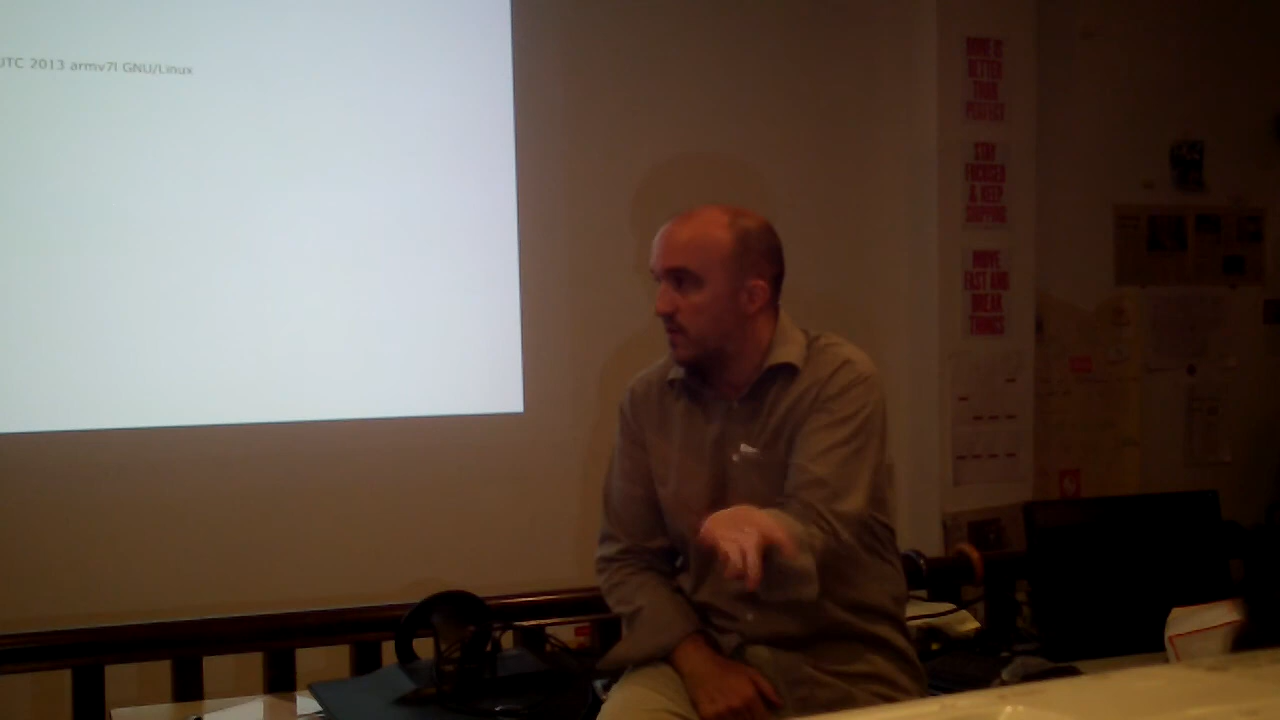 UTC 2013 armv7l GNU/Linux
DONE IS
BETTER
THAN
PERFECT
STAY
FOCUSED
& KEEP
SHIPPING
MOVE
FAST AND
BREAK
THINGS